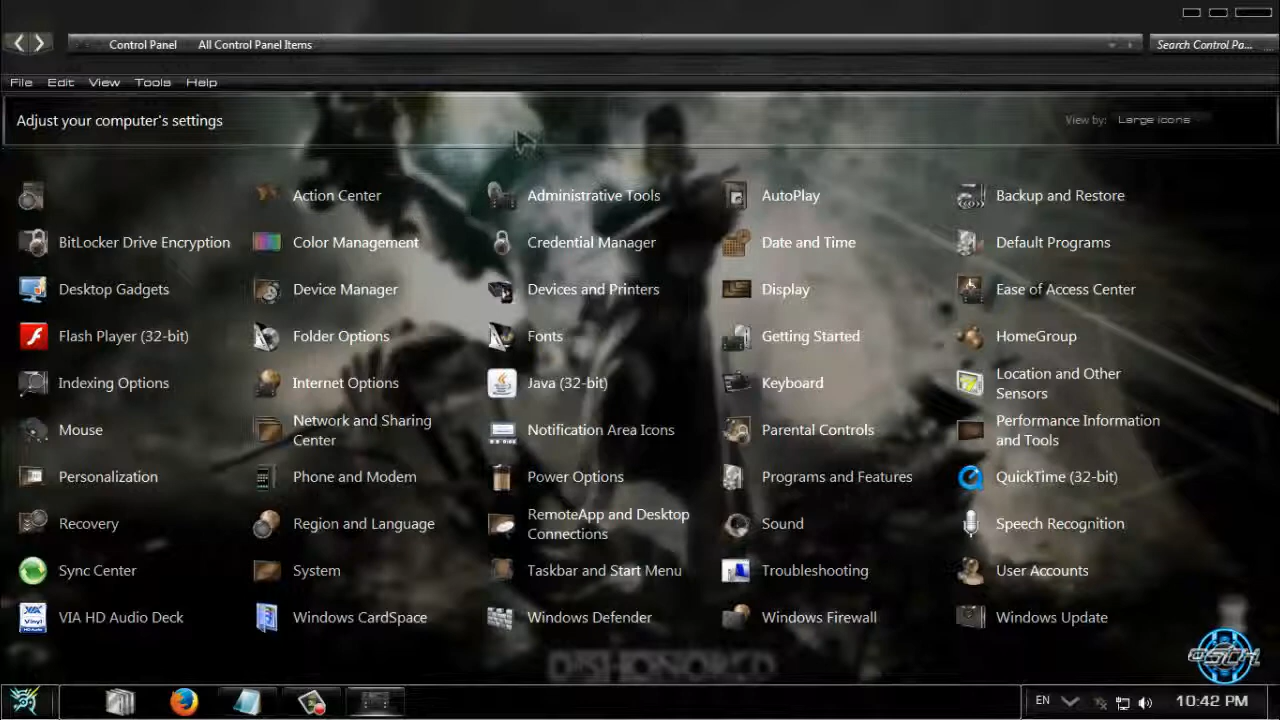 Control Panel All Control Panel Items Search Control Pa...
File Edit View Tools Help
Adjust your computer's settings View by: Large icons
Action Center Administrative Tools AutoPlay Backup and Restore
BitLocker Drive Encryption Color Management Credential Manager Date and Time Default Programs
Desktop Gadgets Device Manager Devices and Printers Display Ease of Access Center
Flash Player (32-bit) Folder Options Fonts Getting Started HomeGroup
Indexing Options Internet Options Java (32-bit) Keyboard Location and Other
Sensors
Mouse Network and Sharing
Center Notification Area Icons Parental Controls Performance Information
and Tools
Personalization Phone and Modem Power Options Programs and Features QuickTime (32-bit)
Recovery Region and Language RemoteApp and Desktop
Connections Sound Speech Recognition
Sync Center System Taskbar and Start Menu Troubleshooting User Accounts
VIA HD Audio Deck Windows CardSpace Windows Defender Windows Firewall Windows Update
DISHONORED
EN 10:42 PM